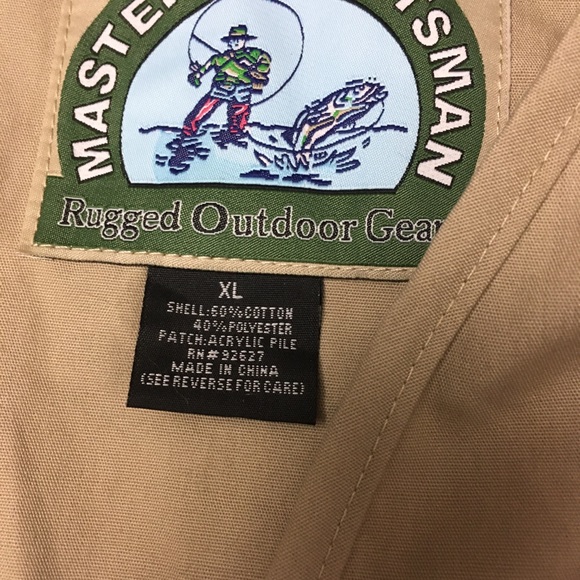 MASTE TSMAN
Rugged Outdoor Gear
XL
SHELL:60%COTTON
40%POLYESTER
PATCH:ACRYLIC PILE
RN#92627
MADE IN CHINA
(SEE REVERSE FOR CARE)